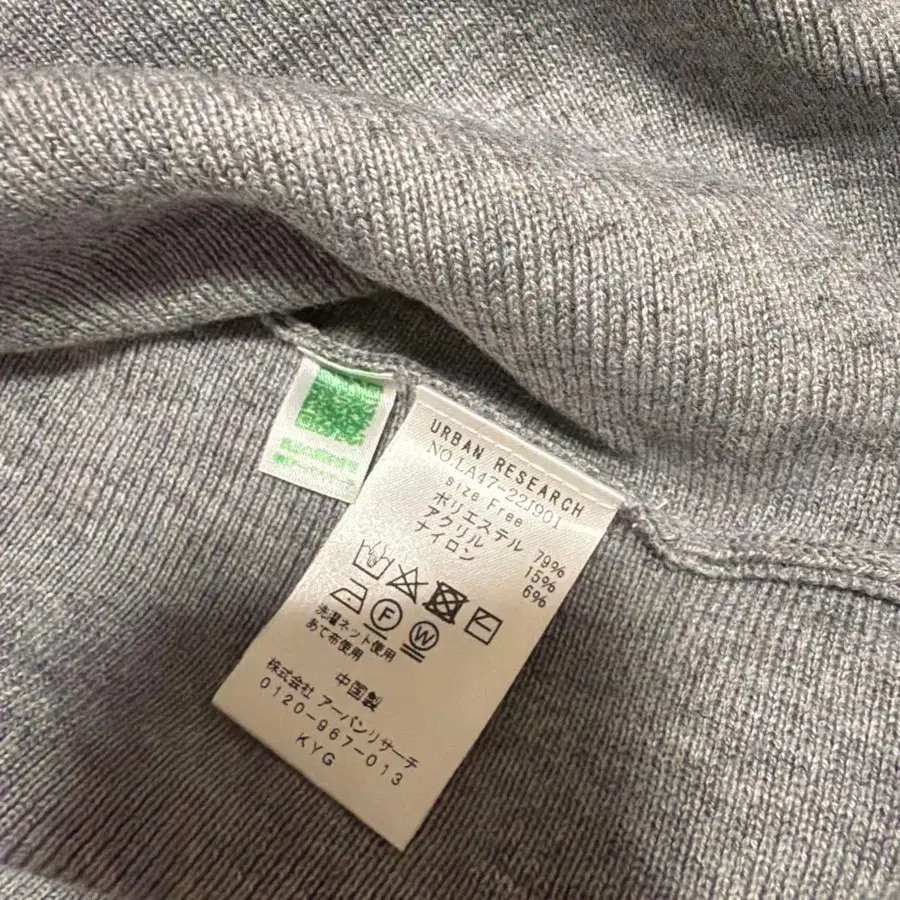 URBAN RESEARCH
NO.LA47-22J901
size Free
ポリエステル 79%
アクリル 15%
ナイロン 6%
F W
洗濯ネット使用
あて布使用
中国製
株式会社 アーバンリサーチ
0120-967-013
KYG